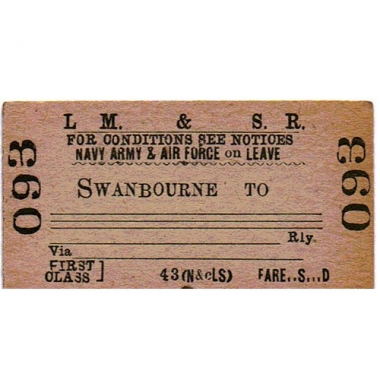 L M. & S. R.
FOR CONDITIONS SEE NOTICES
NAVY ARMY & AIR FORCE on LEAVE
SWANBOURNE TO
Rly.
Via
FIRST CLASS ] 43 (N&cLS) FARE..S...D
093
093